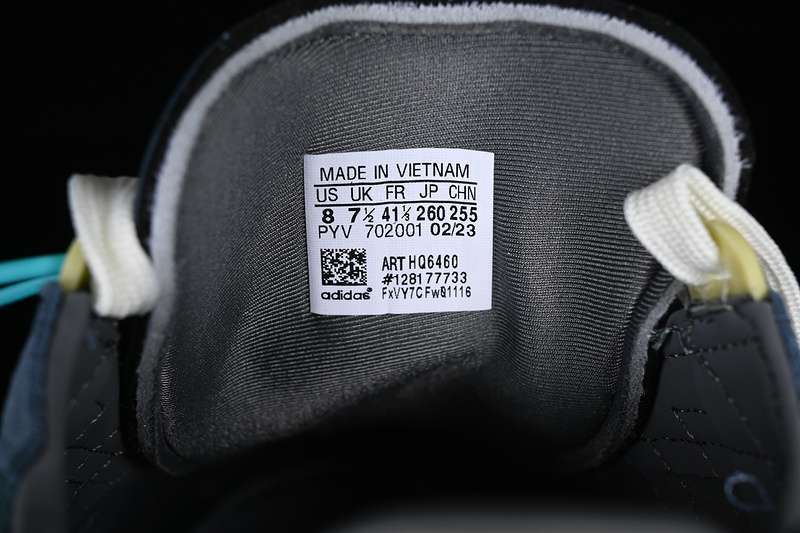 MADE IN VIETNAM
US UK FR JP CHN
8 7½ 41⅓ 260 255
PYV 702001 02/23
ART HQ6460
#128177733
adidas® FxVY7CFwQ1116